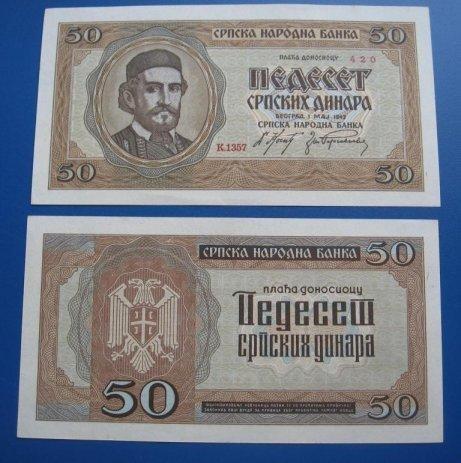 50 СРПСКА НАРОДНА БАНКА 50
ПЛАЋА ДОНОСИОЦУ 420
ПЕДЕСЕТ
СРПСКИХ ДИНАРА
БЕОГРАД, 1 МАЈ 1942
СРПСКА НАРОДНА БАНКА
К.1357
50 50
СРПСКА НАРОДНА БАНКА 50
плаћа доносиоцу
Педесет
српских динара
50